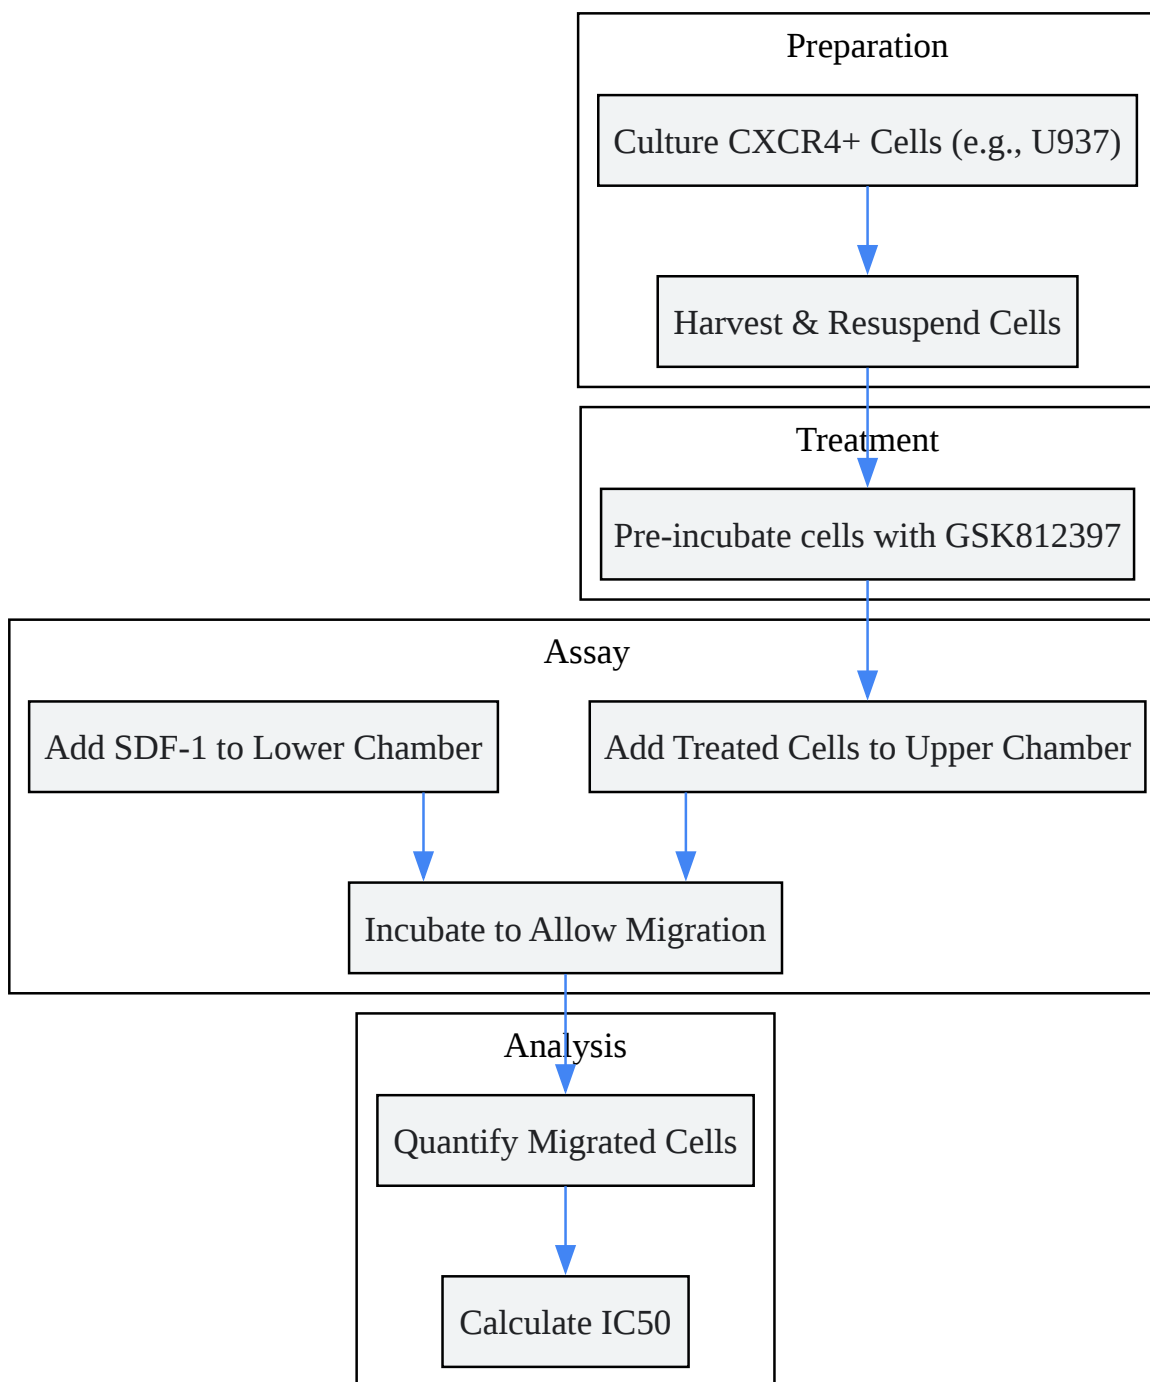 Preparation
Culture CXCR4+ Cells (e.g., U937)
Harvest & Resuspend Cells
Treatment
Pre-incubate cells with GSK812397
Assay
Add SDF-1 to Lower Chamber
Add Treated Cells to Upper Chamber
Incubate to Allow Migration
Analysis
Quantify Migrated Cells
Calculate IC50